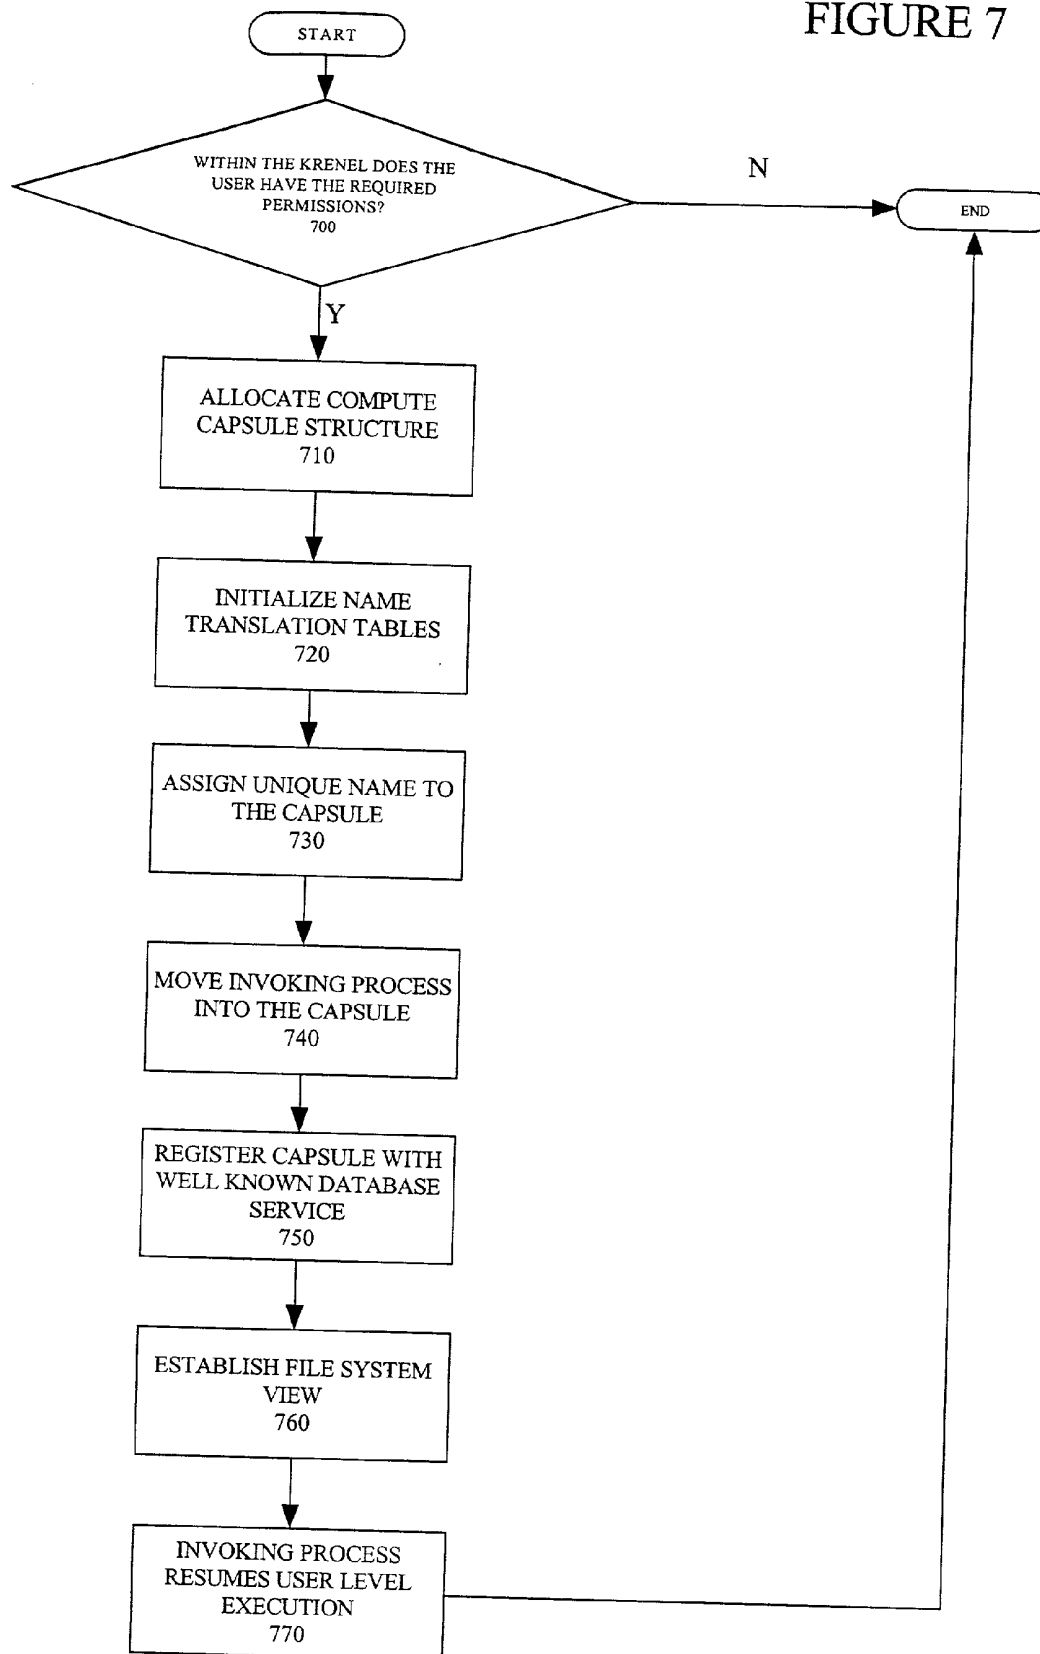 FIGURE 7
START
WITHIN THE KRENEL DOES THE
USER HAVE THE REQUIRED
PERMISSIONS?
700
N
END
Y
ALLOCATE COMPUTE
CAPSULE STRUCTURE
710
INITIALIZE NAME
TRANSLATION TABLES
720
ASSIGN UNIQUE NAME TO
THE CAPSULE
730
MOVE INVOKING PROCESS
INTO THE CAPSULE
740
REGISTER CAPSULE WITH
WELL KNOWN DATABASE
SERVICE
750
ESTABLISH FILE SYSTEM
VIEW
760
INVOKING PROCESS
RESUMES USER LEVEL
EXECUTION
770